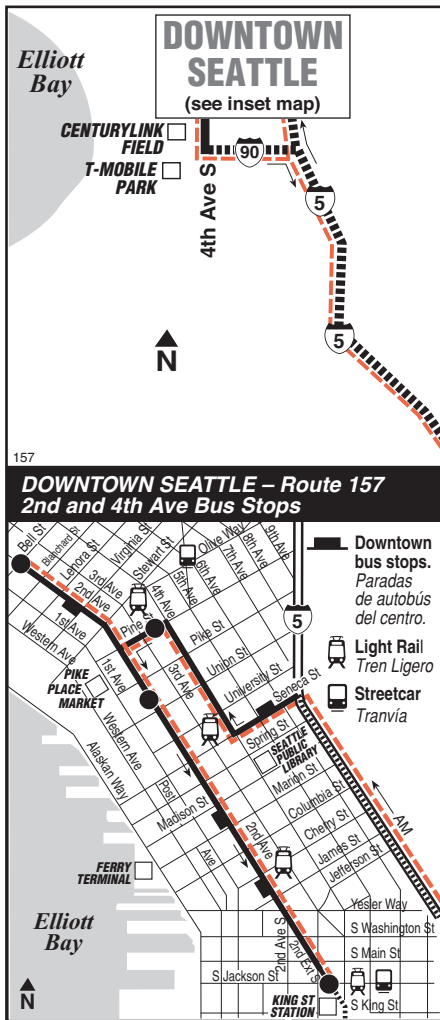 DOWNTOWN
SEATTLE
(see inset map)
Elliott
Bay
CENTURYLINK
FIELD
T-MOBILE
PARK
90
4th Ave S
5
5
N
157
DOWNTOWN SEATTLE – Route 157
2nd and 4th Ave Bus Stops
Bell St
Blanchard St
Lenora St
Virginia St
Stewart St
Olive Way
9th Ave
8th Ave
7th Ave
6th Ave
5th Ave
4th Ave
3rd Ave
2nd Ave
1st Ave
Western Ave
Pine
Pike St
Union St
University St
Seneca St
Spring St
3rd Ave
1st Ave
PIKE
PLACE
MARKET
Western Ave
Alaskan Way
Post
Ave
Madison St
SEATTLE
PUBLIC
LIBRARY
Marion St
Columbia St
Cherry St
James St
Jefferson St
2nd Ave
AM
5
Downtown
bus stops.
Paradas
de autobús
del centro.
Light Rail
Tren Ligero
Streetcar
Tranvía
FERRY
TERMINAL
Elliott
Bay
Yesler Way
S Washington St
S Main St
S Jackson St
S King St
2nd Ave S
2nd Ext S
KING ST
STATION
N